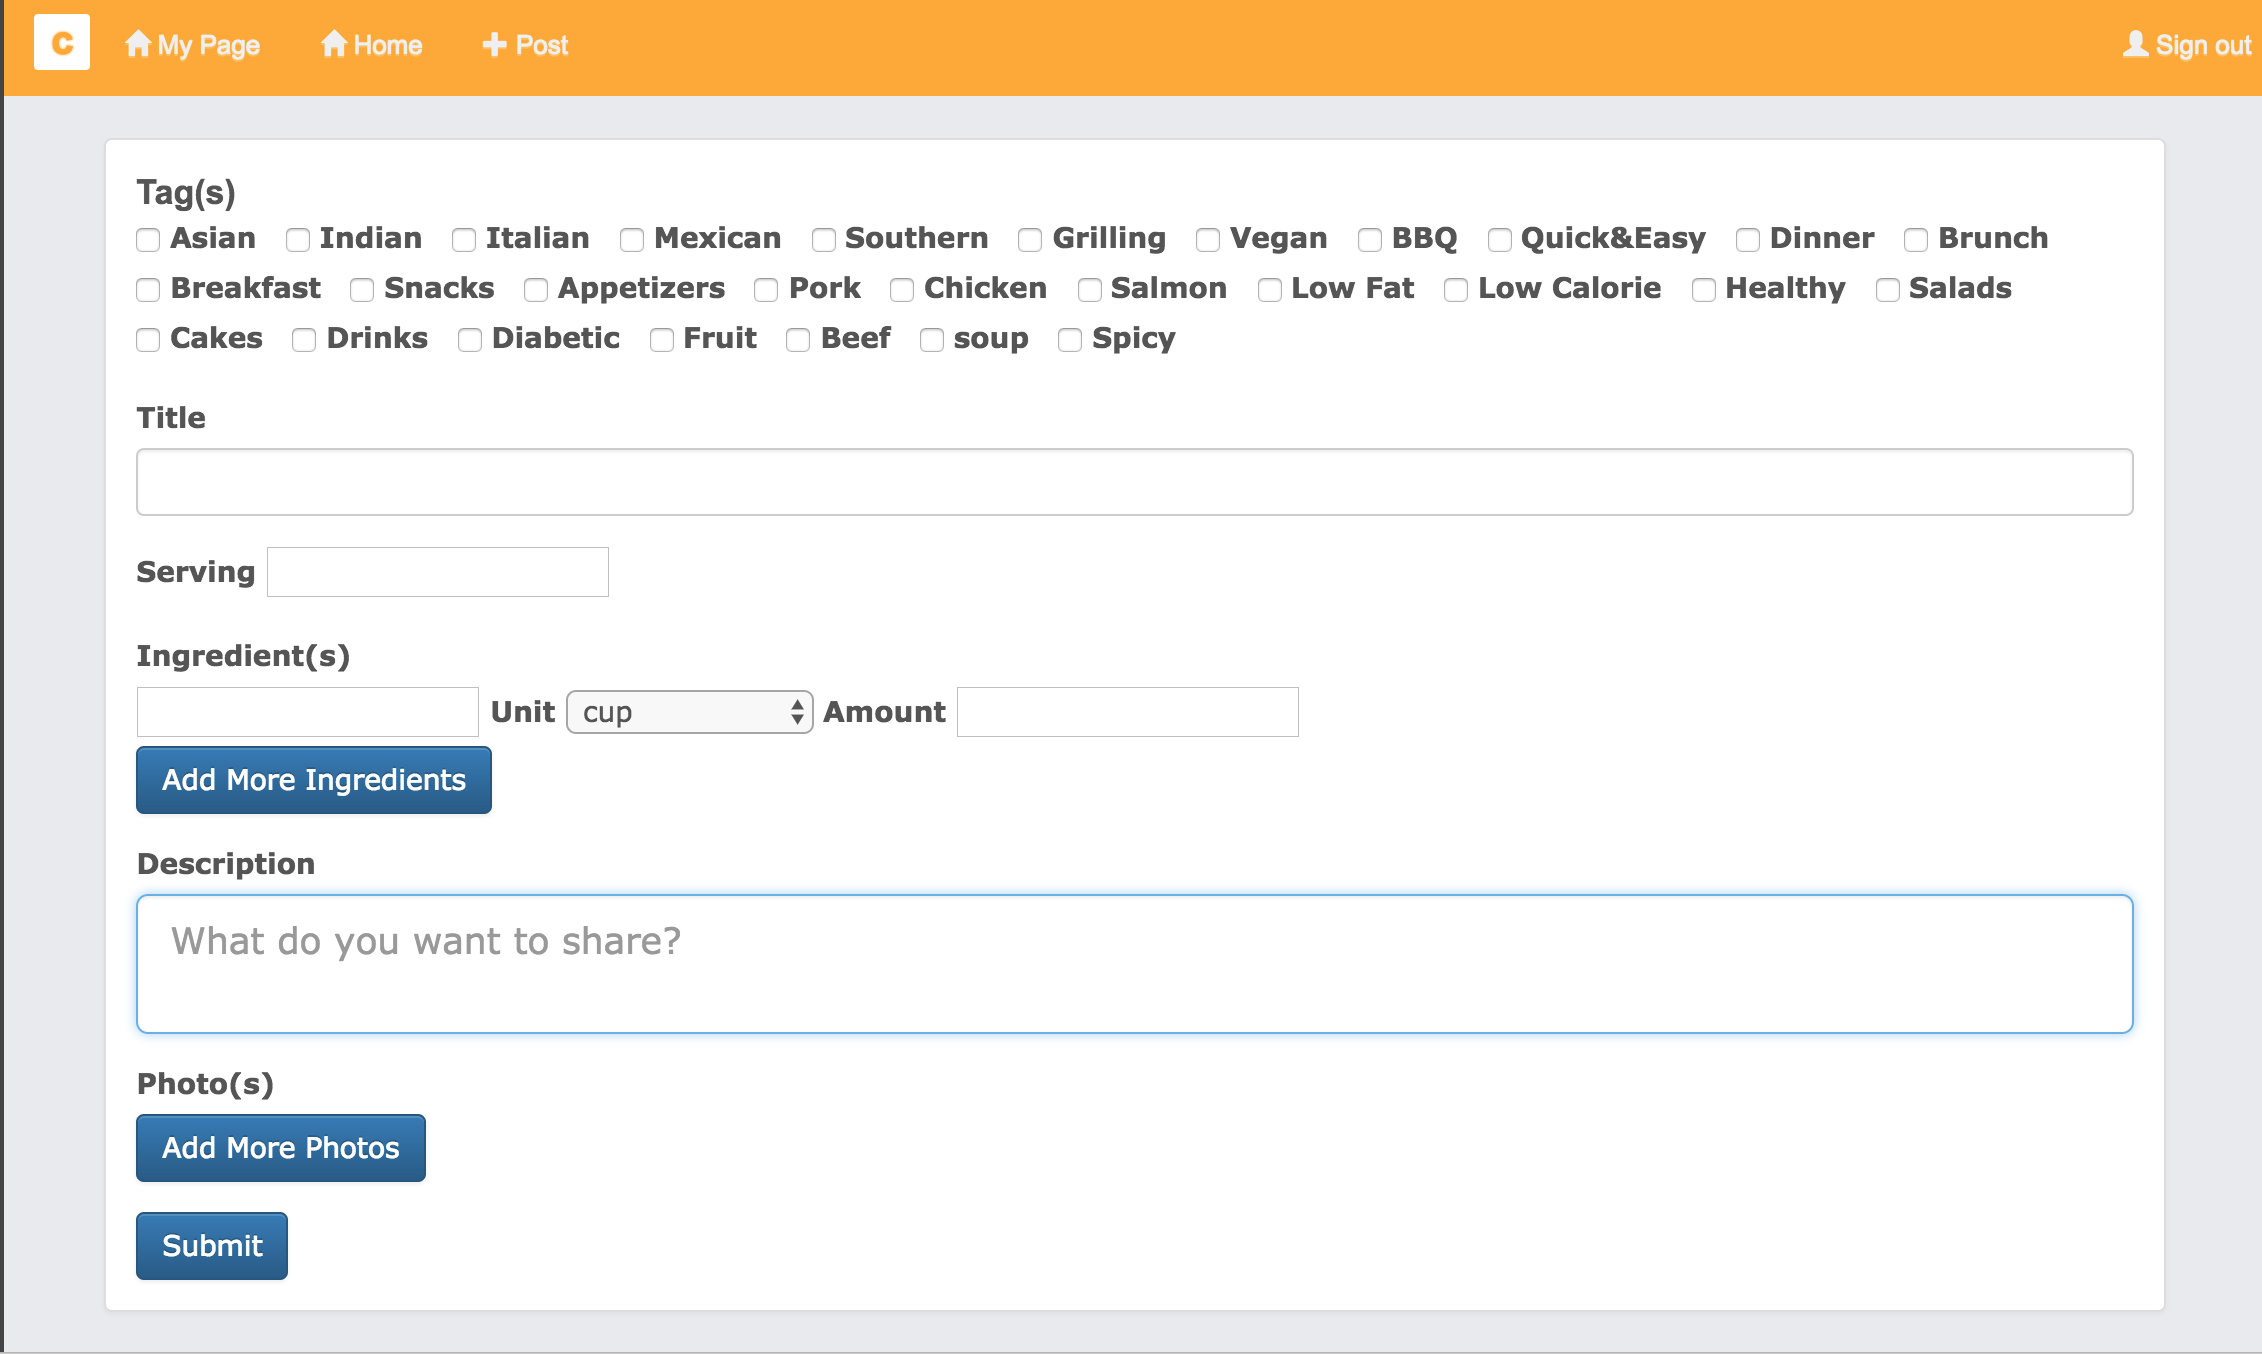 C My Page Home Post Sign out
Tag(s)
Asian Indian Italian Mexican Southern Grilling Vegan BBQ Quick&Easy Dinner Brunch
Breakfast Snacks Appetizers Pork Chicken Salmon Low Fat Low Calorie Healthy Salads
Cakes Drinks Diabetic Fruit Beef soup Spicy
Title
Serving
Ingredient(s)
Unit cup Amount
Add More Ingredients
Description
What do you want to share?
Photo(s)
Add More Photos
Submit